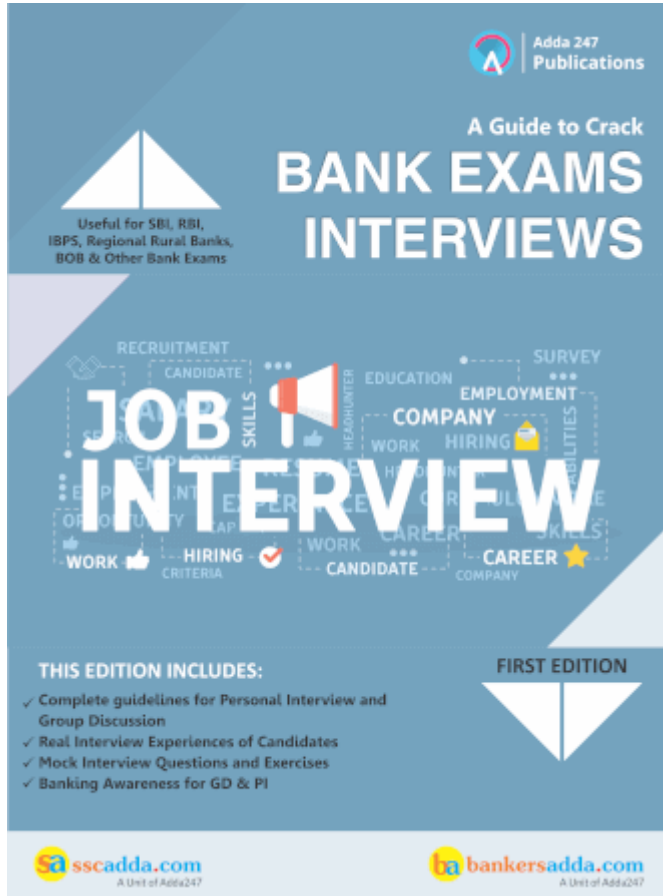 Adda 247
Publications
A Guide to Crack
BANK EXAMS
INTERVIEWS
Useful for SBI, RBI,
IBPS, Regional Rural Banks,
BOB & Other Bank Exams
RECRUITMENT
CANDIDATE
SURVEY
EDUCATION
EMPLOYMENT
COMPANY
SKILLS
HEADHUNTER
WORK
HIRING
JOB
INTERVIEW
WORK
HIRING
CRITERIA
WORK
CAREER
SKILLS
CANDIDATE
CAREER
COMPANY
THIS EDITION INCLUDES:
FIRST EDITION
✓ Complete guidelines for Personal Interview and
Group Discussion
✓ Real Interview Experiences of Candidates
✓ Mock Interview Questions and Exercises
✓ Banking Awareness for GD & PI
sa sscadda.com
A Unit of Adda247
ba bankersadda.com
A Unit of Adda247